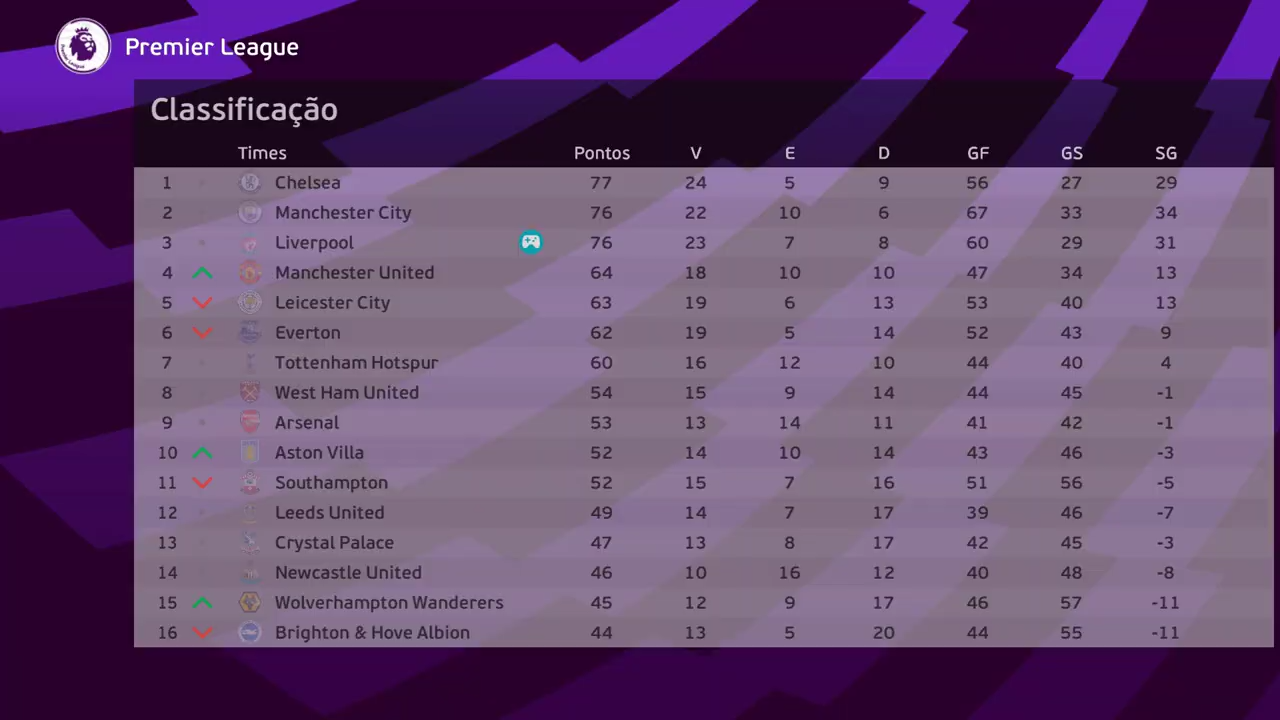 Premier League
Classificação
Times Pontos V E D GF GS SG
1 Chelsea 77 24 5 9 56 27 29
2 Manchester City 76 22 10 6 67 33 34
3 Liverpool 76 23 7 8 60 29 31
4 Manchester United 64 18 10 10 47 34 13
5 Leicester City 63 19 6 13 53 40 13
6 Everton 62 19 5 14 52 43 9
7 Tottenham Hotspur 60 16 12 10 44 40 4
8 West Ham United 54 15 9 14 44 45 -1
9 Arsenal 53 13 14 11 41 42 -1
10 Aston Villa 52 14 10 14 43 46 -3
11 Southampton 52 15 7 16 51 56 -5
12 Leeds United 49 14 7 17 39 46 -7
13 Crystal Palace 47 13 8 17 42 45 -3
14 Newcastle United 46 10 16 12 40 48 -8
15 Wolverhampton Wanderers 45 12 9 17 46 57 -11
16 Brighton & Hove Albion 44 13 5 20 44 55 -11